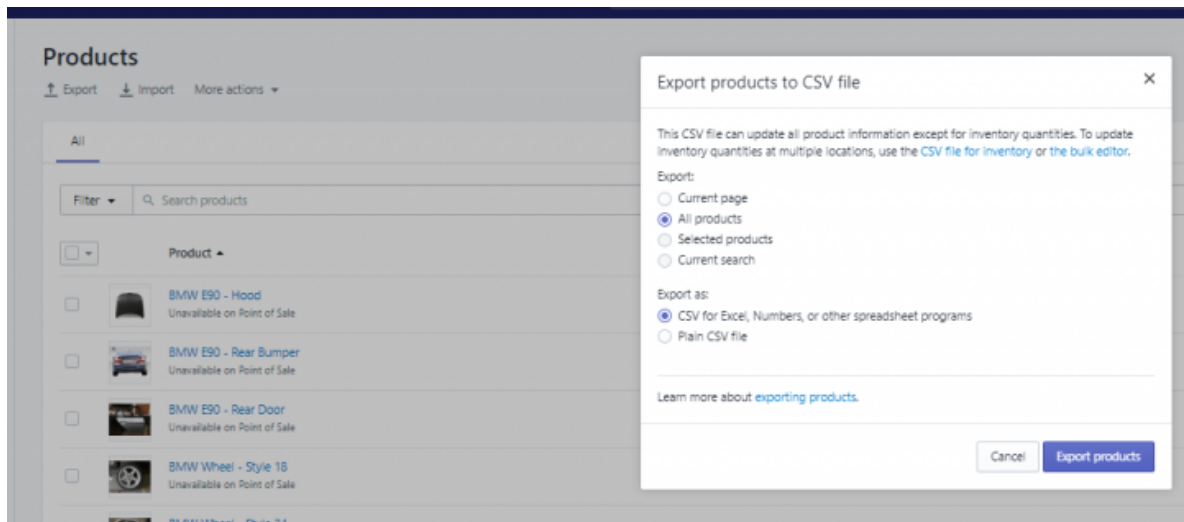 Products
Export Import More actions
All
Filter Search products
Product
BMW E90 - Hood
Unavailable on Point of Sale
BMW E90 - Rear Bumper
Unavailable on Point of Sale
BMW E90 - Rear Door
Unavailable on Point of Sale
BMW Wheel - Style 18
Unavailable on Point of Sale
Export products to CSV file
This CSV file can update all product information except for inventory quantities. To update
inventory quantities at multiple locations, use the CSV file for inventory or the bulk editor.
Export:
Current page
All products
Selected products
Current search
Export as:
CSV for Excel, Numbers, or other spreadsheet programs
Plain CSV file
Learn more about exporting products.
Cancel Export products